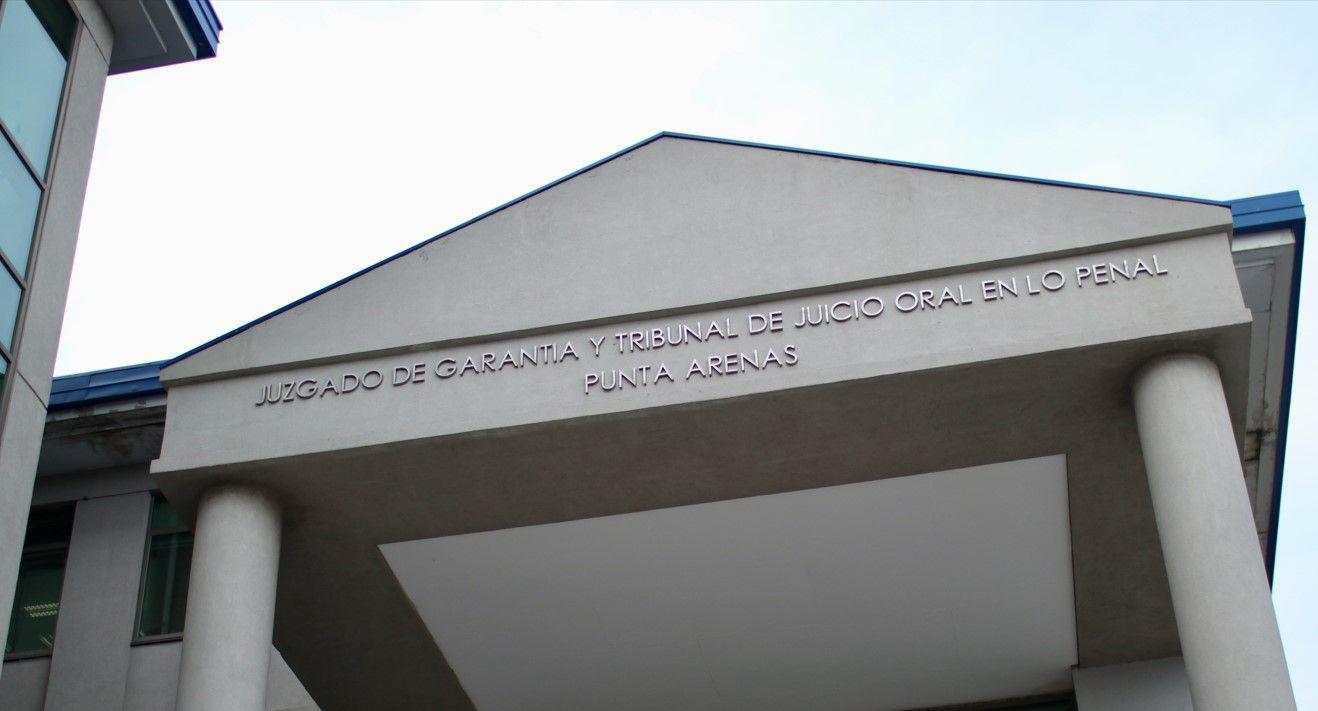 JUZGADO DE GARANTIA Y TRIBUNAL DE JUICIO ORAL EN LO PENAL
PUNTA ARENAS